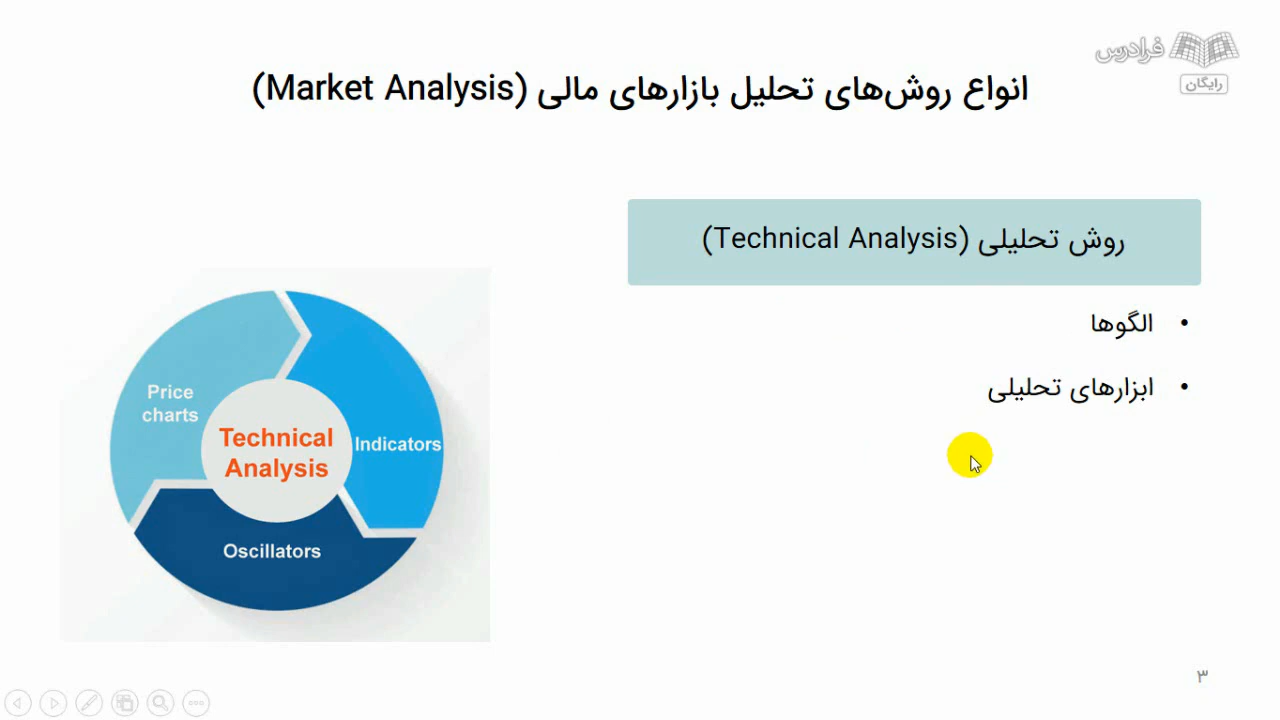 فرادرس
رایگان
انواع روش‌های تحلیل بازارهای مالی (Market Analysis)
روش تحلیلی (Technical Analysis)
• الگوها
• ابزارهای تحلیلی
Price
charts
Technical
Analysis
Indicators
Oscillators
۳